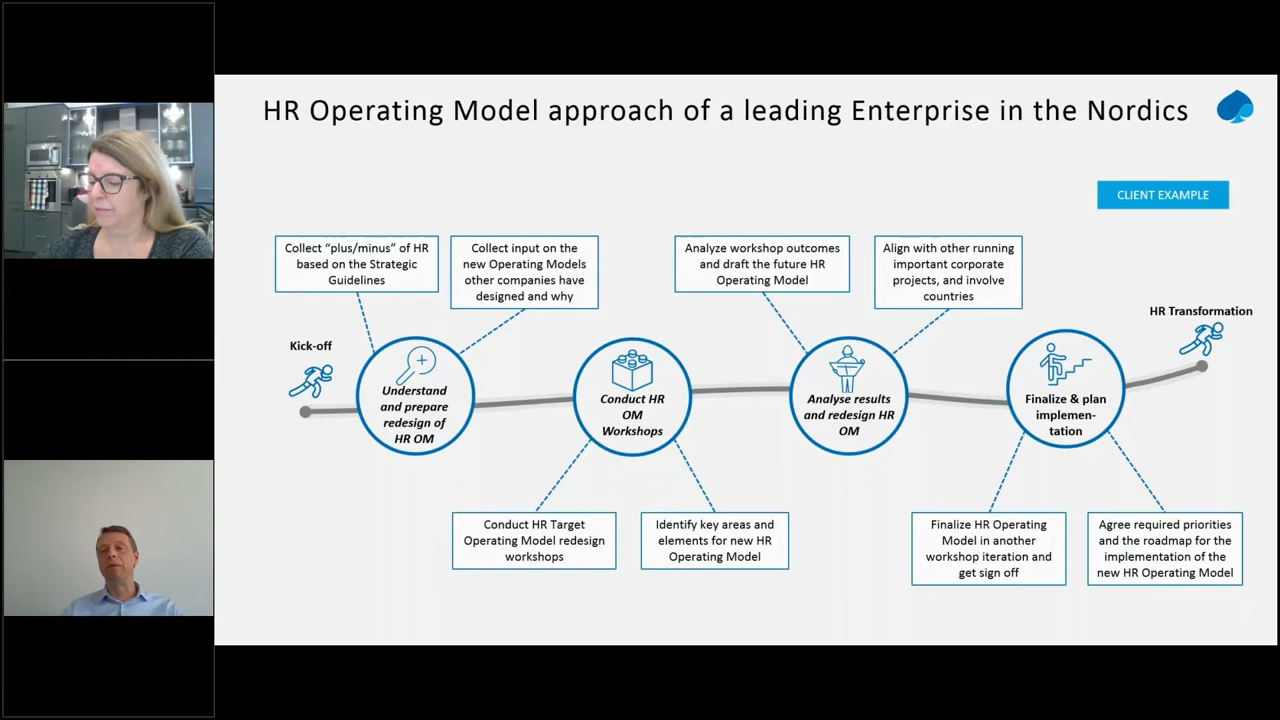 HR Operating Model approach of a leading Enterprise in the Nordics
CLIENT EXAMPLE
Collect “plus/minus” of HR
based on the Strategic
Guidelines
Collect input on the
new Operating Models
other companies have
designed and why
Analyze workshop outcomes
and draft the future HR
Operating Model
Align with other running
important corporate
projects, and involve
countries
HR Transformation
Kick-off
Understand
and prepare
redesign of
HR OM
Conduct HR
OM
Workshops
Analyse results
and redesign HR
OM
Finalize & plan
implemen-
tation
Conduct HR Target
Operating Model redesign
workshops
Identify key areas and
elements for new HR
Operating Model
Finalize HR Operating
Model in another
workshop iteration and
get sign off
Agree required priorities
and the roadmap for the
implementation of the
new HR Operating Model